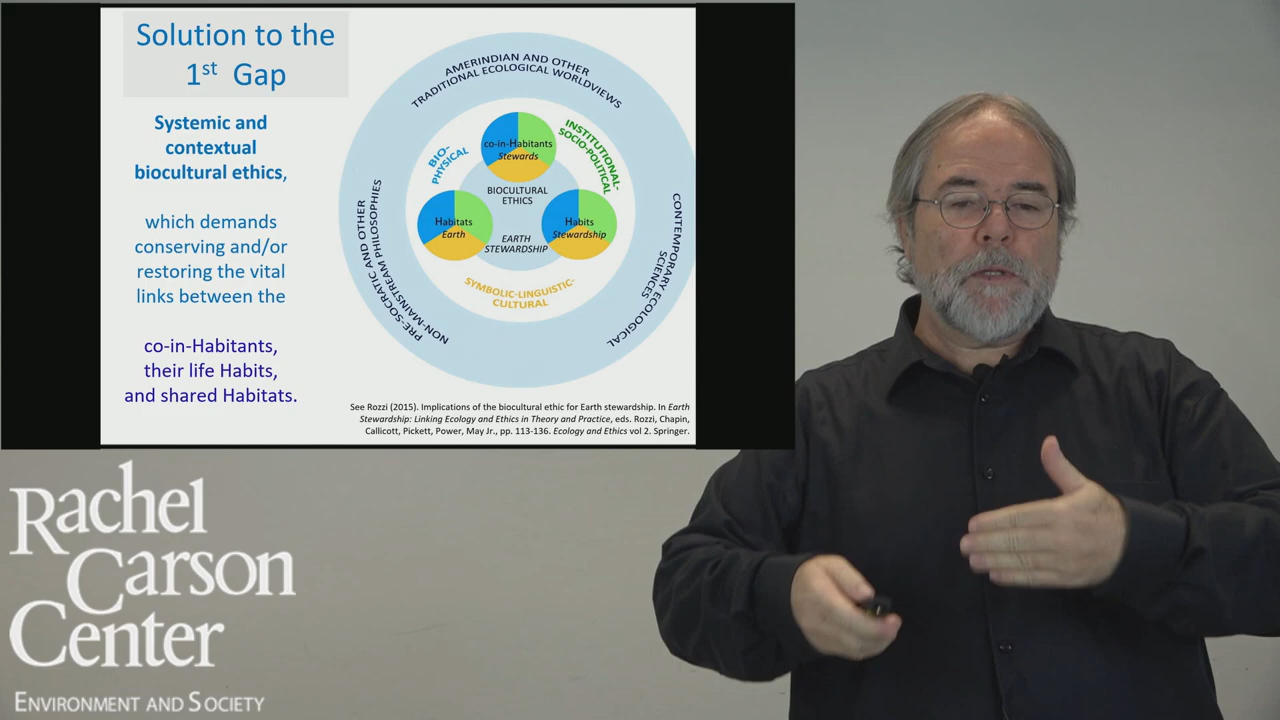 Solution to the
1st Gap
Systemic and
contextual
biocultural ethics,
which demands
conserving and/or
restoring the vital
links between the
co-in-Habitants,
their life Habits,
and shared Habitats.
AMERINDIAN AND OTHER
TRADITIONAL ECOLOGICAL WORLDVIEWS
PRE-SOCRATIC AND OTHER
NON-MAINSTREAM PHILOSOPHIES
CONTEMPORARY ECOLOGICAL
SCIENCES
BIO-
PHYSICAL
INSTITUTIONAL-
SOCIO-POLITICAL
SYMBOLIC-LINGUISTIC-
CULTURAL
co-in-Habitants
Stewards
BIOCULTURAL
ETHICS
Habitats
Earth
Habits
Stewardship
EARTH
STEWARDSHIP
See Rozzi (2015). Implications of the biocultural ethic for Earth stewardship. In Earth
Stewardship: Linking Ecology and Ethics in Theory and Practice, eds. Rozzi, Chapin,
Callicott, Pickett, Power, May Jr., pp. 113-136. Ecology and Ethics vol 2. Springer.
Rachel
Carson
Center
ENVIRONMENT AND SOCIETY